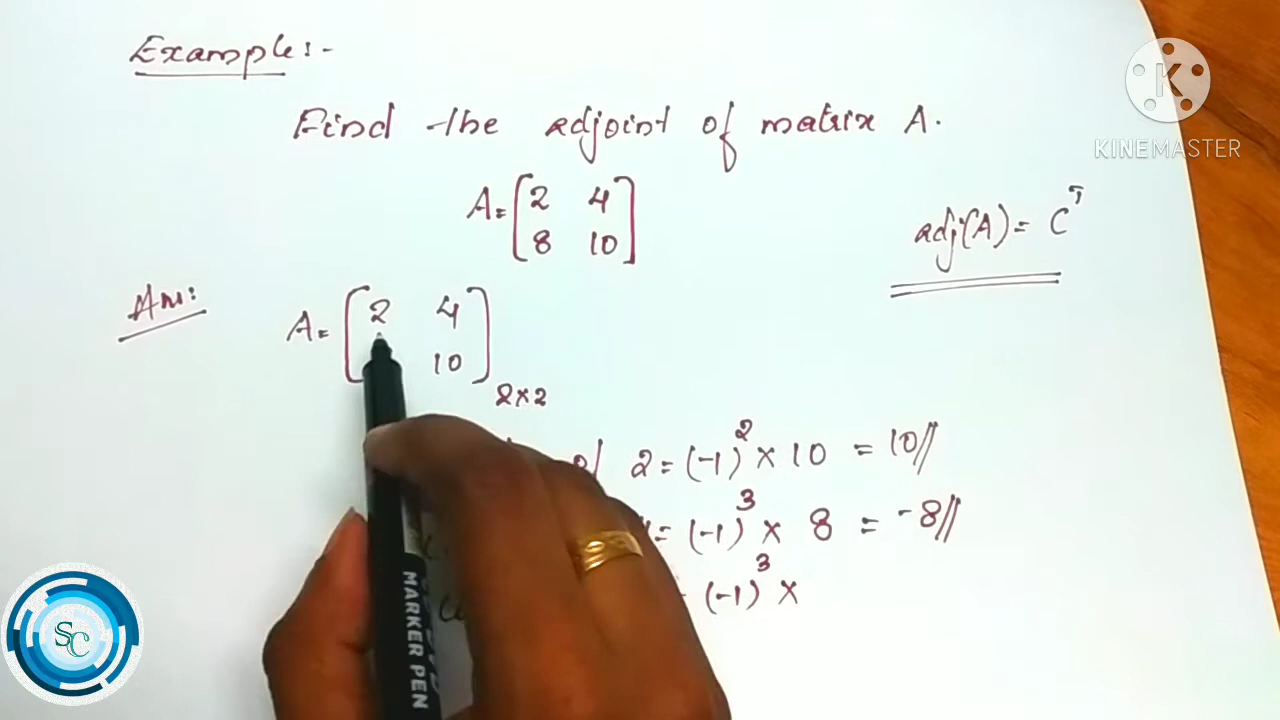 Example:-
Find the adjoint of matrix A.
A = [2 4
8 10]
adj(A) = C^T
Ans:
A = [2 4
10] 2×2
of 2 = (-1)^2 × 10 = 10//
= (-1)^3 × 8 = -8//
(-1)^3 ×
KINEMASTER
SC
MARKER PEN